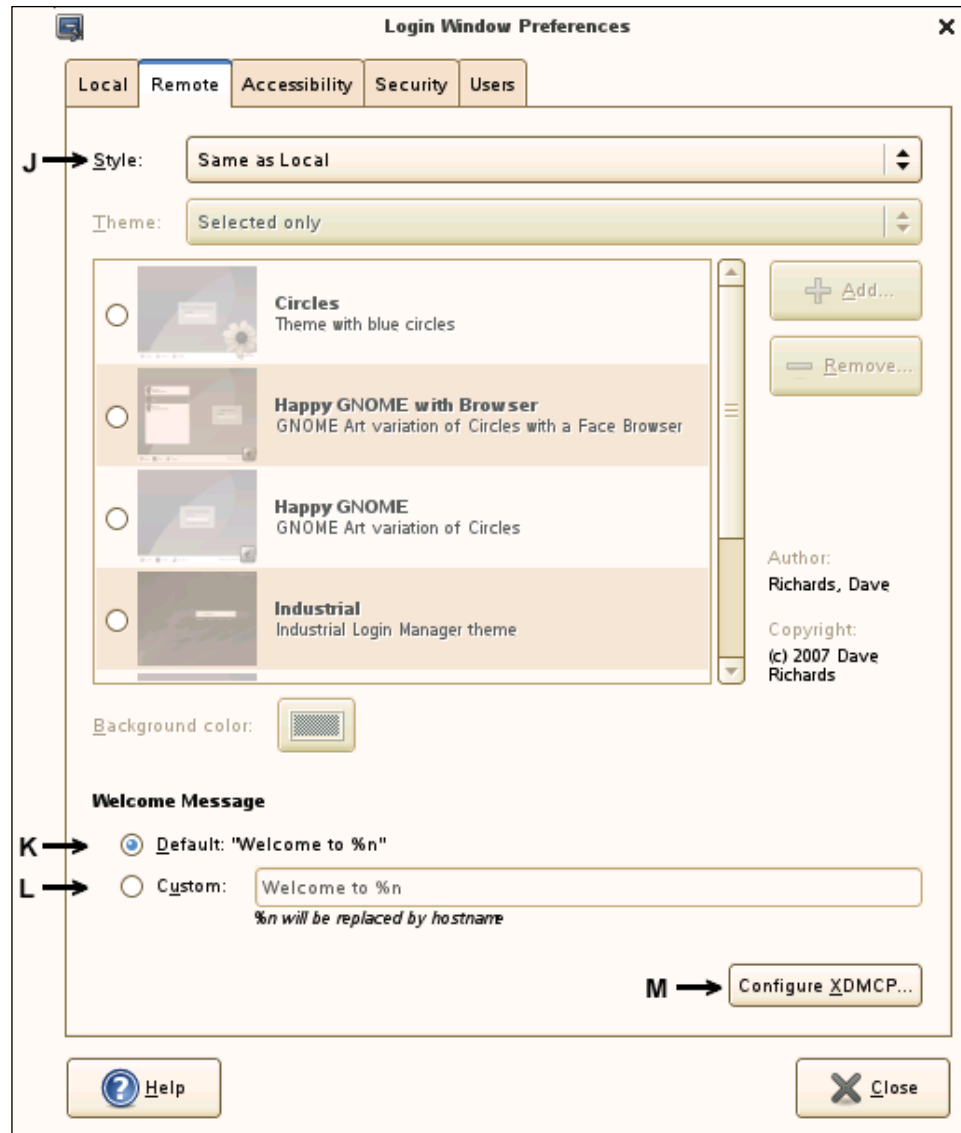 Login Window Preferences
Local Remote Accessibility Security Users
J Style: Same as Local
Theme: Selected only
Circles
Theme with blue circles
Add...
Remove...
Happy GNOME with Browser
GNOME Art variation of Circles with a Face Browser
Happy GNOME
GNOME Art variation of Circles
Industrial
Industrial Login Manager theme
Author:
Richards, Dave
Copyright:
(c) 2007 Dave
Richards
Background color:
Welcome Message
K Default: "Welcome to %n"
L Custom: Welcome to %n
%n will be replaced by hostname
M Configure XDMCP...
Help Close